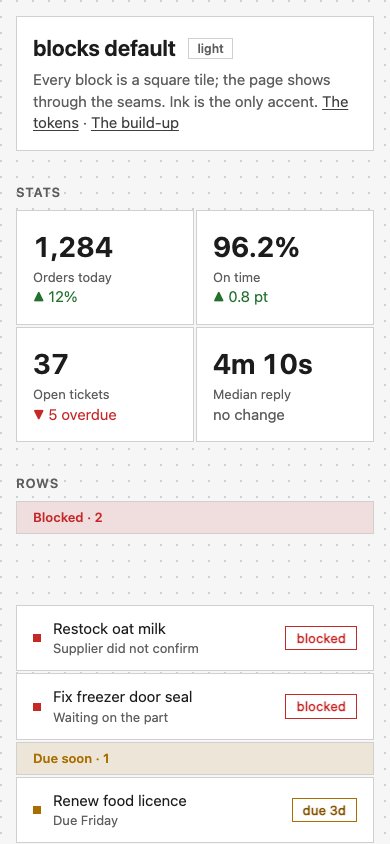 blocks default
light
Every block is a square tile; the page shows
through the seams. Ink is the only accent. The
tokens · The build-up
STATS
1,284
Orders today
▲ 12%
96.2%
On time
▲ 0.8 pt
37
Open tickets
▼ 5 overdue
4m 10s
Median reply
no change
ROWS
Blocked · 2
Restock oat milk
Supplier did not confirm
blocked
Fix freezer door seal
Waiting on the part
blocked
Due soon · 1
Renew food licence
Due Friday
due 3d